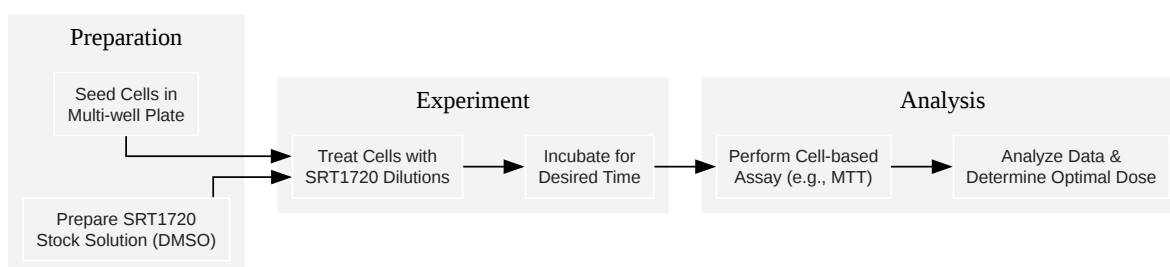 Preparation
Seed Cells in
Multi-well Plate
Prepare SRT1720
Stock Solution (DMSO)
Experiment
Treat Cells with
SRT1720 Dilutions
Incubate for
Desired Time
Analysis
Perform Cell-based
Assay (e.g., MTT)
Analyze Data &
Determine Optimal Dose